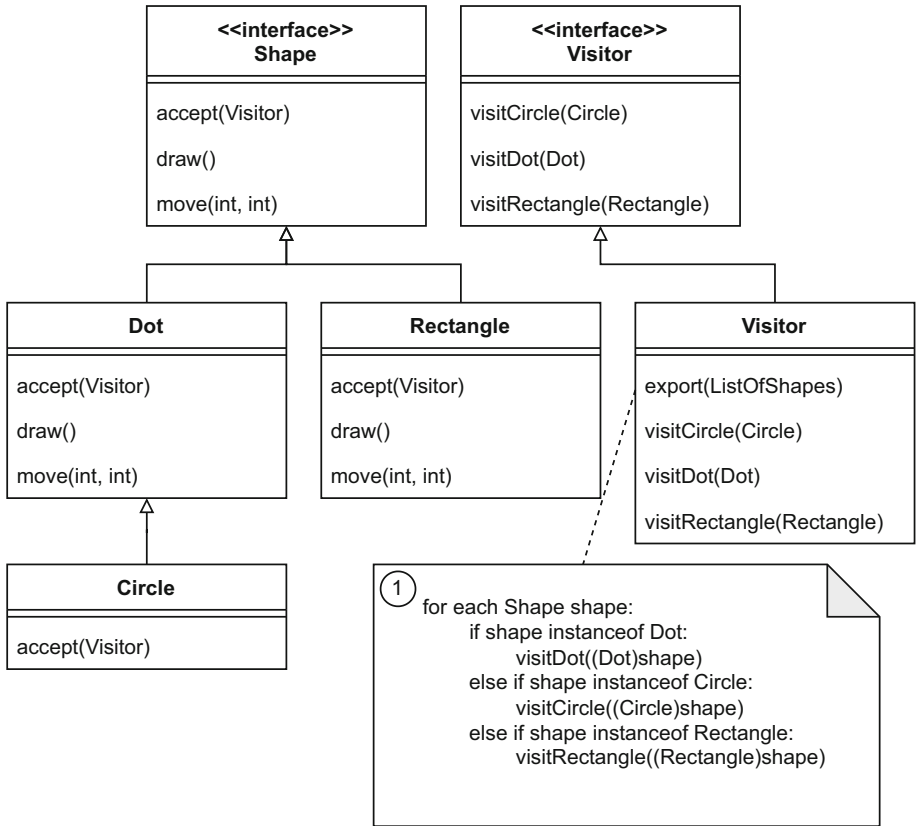 <<interface>>
Shape
accept(Visitor)
draw()
move(int, int)
<<interface>>
Visitor
visitCircle(Circle)
visitDot(Dot)
visitRectangle(Rectangle)
Dot
accept(Visitor)
draw()
move(int, int)
Rectangle
accept(Visitor)
draw()
move(int, int)
Visitor
export(ListOfShapes)
visitCircle(Circle)
visitDot(Dot)
visitRectangle(Rectangle)
Circle
accept(Visitor)
1
for each Shape shape:
if shape instanceof Dot:
visitDot((Dot)shape)
else if shape instanceof Circle:
visitCircle((Circle)shape)
else if shape instanceof Rectangle:
visitRectangle((Rectangle)shape)